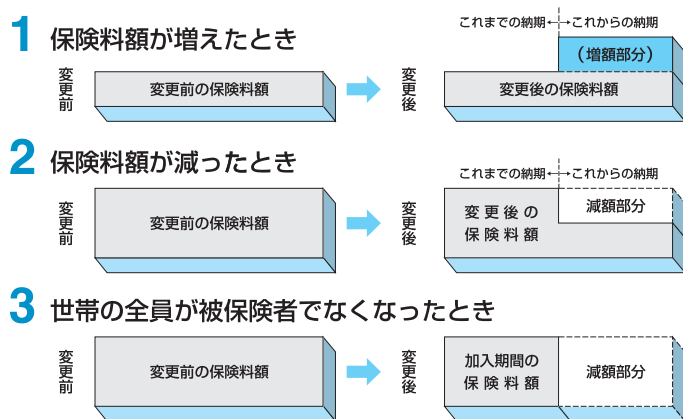 1 保険料額が増えたとき
これまでの納期 ←→ これからの納期
変更前
変更前の保険料額
変更後
(増額部分)
変更後の保険料額
2 保険料額が減ったとき
これまでの納期 ←→ これからの納期
変更前
変更前の保険料額
変更後
変更後の
保険料額
減額部分
3 世帯の全員が被保険者でなくなったとき
変更前
変更前の保険料額
変更後
加入期間の
保険料額
減額部分